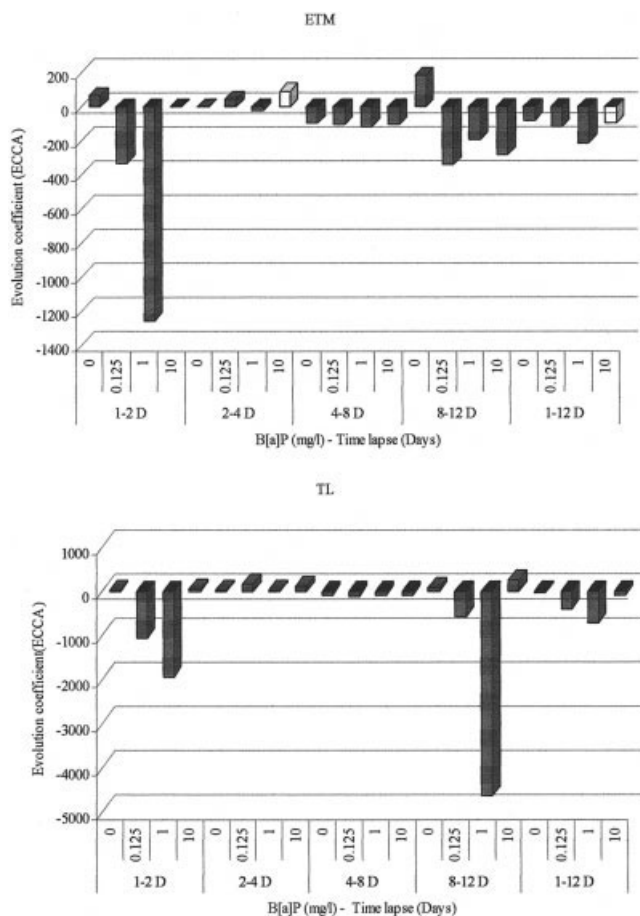 ETM
200
0
-200
-400
-600
-800
-1000
-1200
-1400
Evolution coefficient (ECCA)
0 0.125 1 10 0 0.125 1 10 0 0.125 1 10 0 0.125 1 10 0 0.125 1 10
1-2 D 2-4 D 4-8 D 8-12 D 1-12 D
B[a]P (mg/l) - Time lapse (Days)
TL
1000
0
-1000
-2000
-3000
-4000
-5000
Evolution coefficient(ECCA)
0 0.125 1 10 0 0.125 1 10 0 0.125 1 10 0 0.125 1 10 0 0.125 1 10
1-2 D 2-4 D 4-8 D 8-12 D 1-12 D
B[a]P (mg/l) - Time lapse (Days)